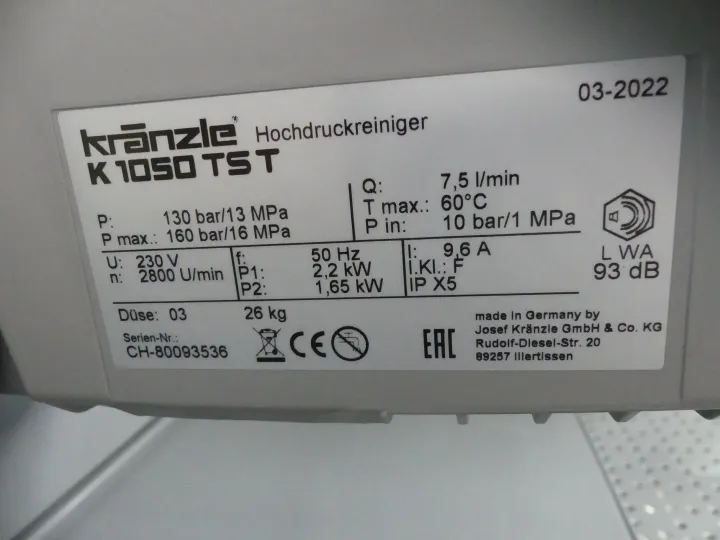 03-2022
kränzle Hochdruckreiniger
K 1050 TS T
P: 130 bar/13 MPa
P max.: 160 bar/16 MPa
Q: 7,5 l/min
T max.: 60°C
P in: 10 bar/1 MPa
U: 230 V
n: 2800 U/min
f: 50 Hz
P1: 2,2 kW
P2: 1,65 kW
I: 9,6 A
I.Kl.: F
IP X5
LWA
93 dB
Düse: 03 26 kg
Serien-Nr.:
CH-80093536
CE EAC
made in Germany by
Josef Kränzle GmbH & Co. KG
Rudolf-Diesel-Str. 20
89257 Illertissen